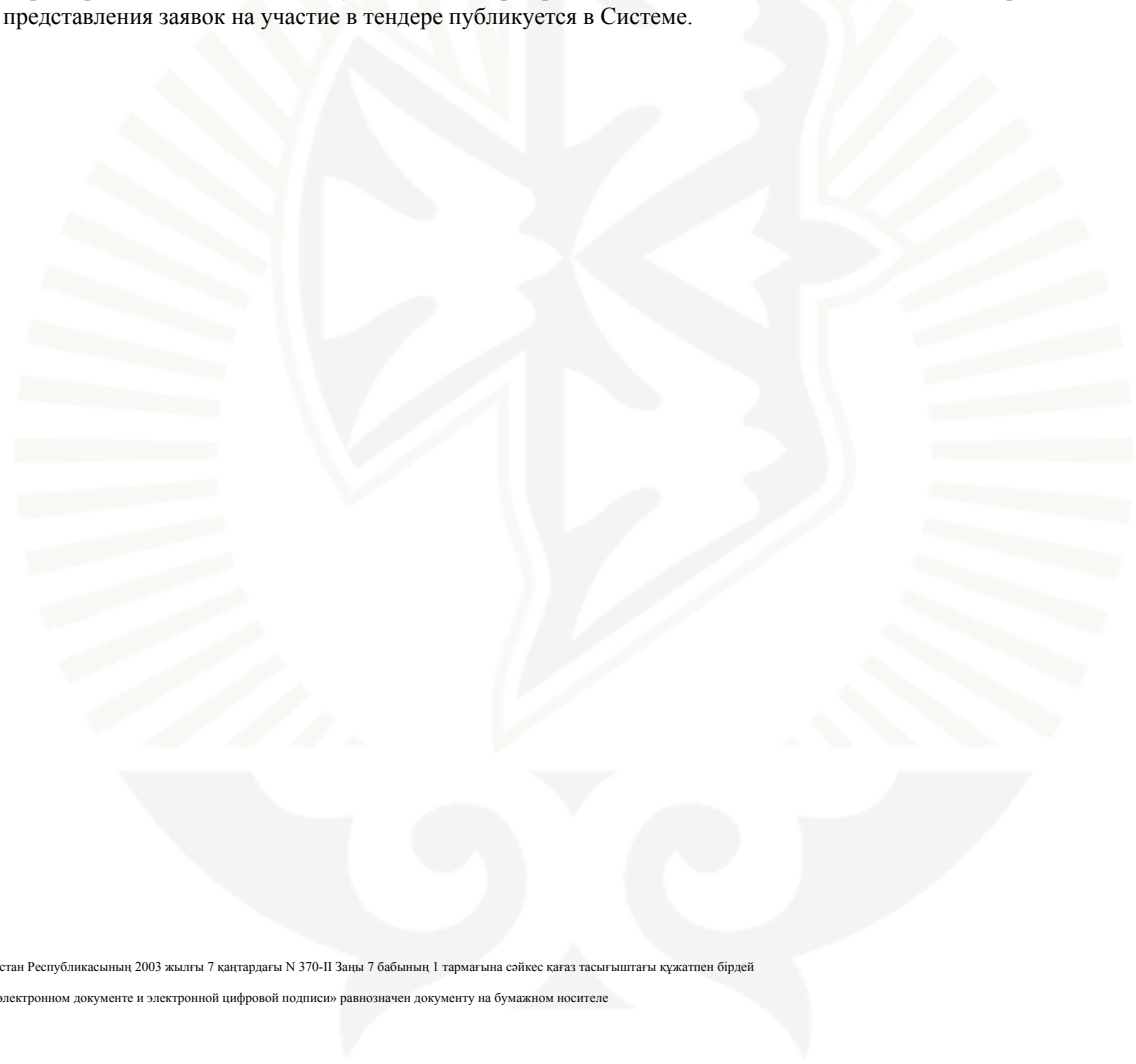 представления заявок на участие в тендере публикуется в Системе.
стан Республикасының 2003 жылғы 7 қаңтардағы N 370-II Заңы 7 бабының 1 тармағына сәйкес қағаз тасығыштағы құжатпен бірдей
электронном документе и электронной цифровой подписи» равнозначен документу на бумажном носителе